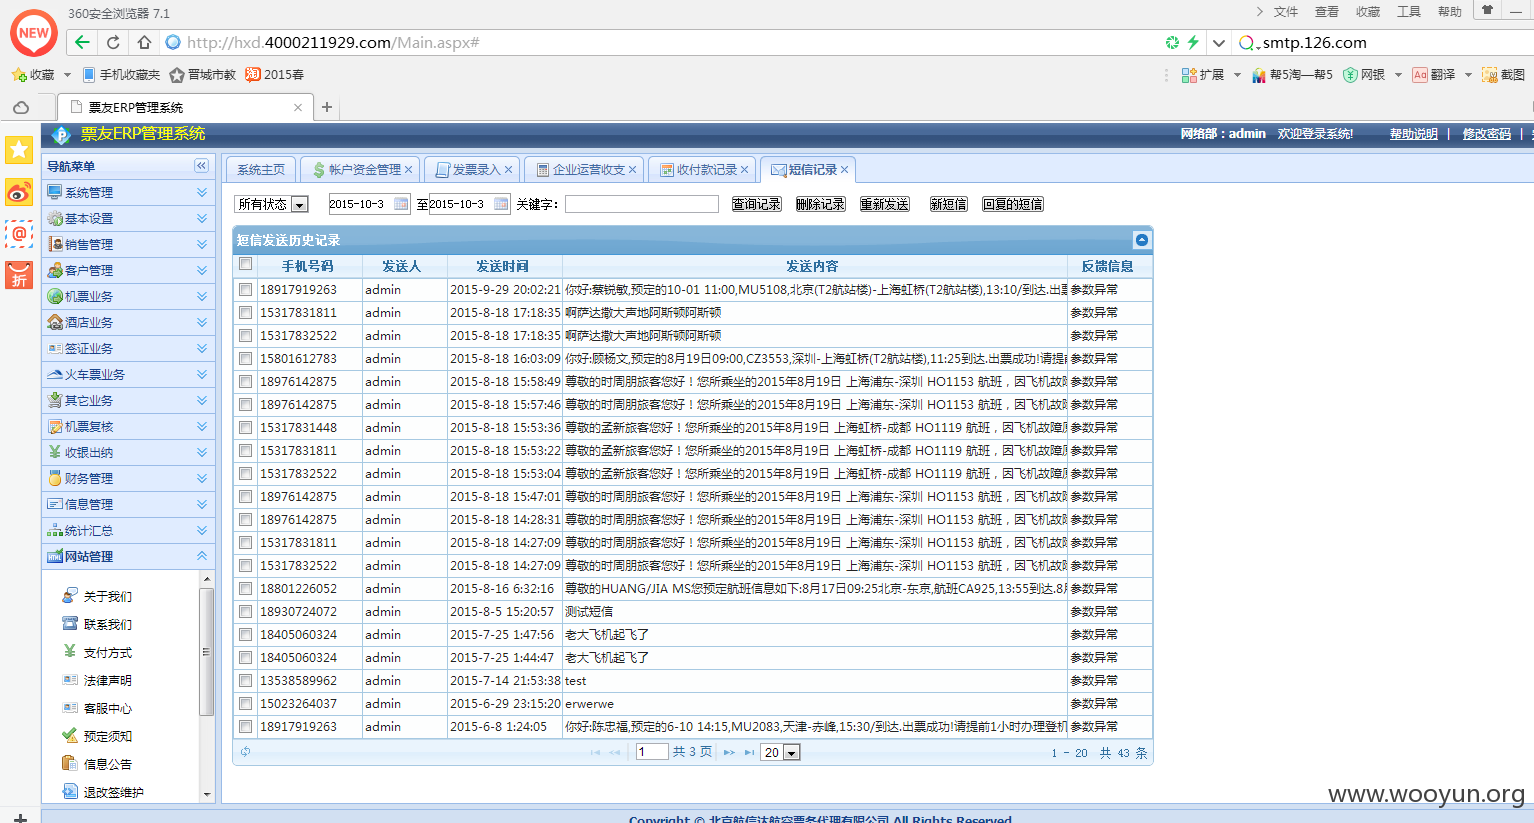 360安全浏览器 7.1
文件 查看 收藏 工具 帮助
NEW
http://hxd.4000211929.com/Main.aspx#
smtp.126.com
收藏 手机收藏夹 晋城市教 2015春
扩展 帮5淘—帮5 网银 翻译 截图
票友ERP管理系统
票友ERP管理系统
网络部：admin 欢迎登录系统! 帮助说明 | 修改密码 |
导航菜单
系统管理
基本设置
销售管理
客户管理
机票业务
酒店业务
签证业务
火车票业务
其它业务
机票复核
收银出纳
财务管理
信息管理
统计汇总
网站管理
关于我们
联系我们
支付方式
法律声明
客服中心
预定须知
信息公告
退改签维护
系统主页 帐户资金管理 发票录入 企业运营收支 收付款记录 短信记录
所有状态 2015-10-3 至 2015-10-3 关键字: 查询记录 删除记录 重新发送 新短信 回复的短信
短信发送历史记录
手机号码 发送人 发送时间 发送内容 反馈信息
18917919263 admin 2015-9-29 20:02:21 你好:蔡锐敏,预定的10-01 11:00,MU5108,北京(T2航站楼)-上海虹桥(T2航站楼),13:10/到达.出票 参数异常
15317831811 admin 2015-8-18 17:18:35 啊萨达撒大声地阿斯顿阿斯顿 参数异常
15317832522 admin 2015-8-18 17:18:35 啊萨达撒大声地阿斯顿阿斯顿 参数异常
15801612783 admin 2015-8-18 16:03:09 你好:顾杨文,预定的8月19日09:00,CZ3553,深圳-上海虹桥(T2航站楼),11:25到达.出票成功!请提前 参数异常
18976142875 admin 2015-8-18 15:58:49 尊敬的时周朋旅客您好！您所乘坐的2015年8月19日 上海浦东-深圳 HO1153 航班，因飞机故障 参数异常
18976142875 admin 2015-8-18 15:57:46 尊敬的时周朋旅客您好！您所乘坐的2015年8月19日 上海浦东-深圳 HO1153 航班，因飞机故障 参数异常
15317831448 admin 2015-8-18 15:53:36 尊敬的孟新旅客您好！您所乘坐的2015年8月19日 上海虹桥-成都 HO1119 航班，因飞机故障原 参数异常
15317831811 admin 2015-8-18 15:53:22 尊敬的孟新旅客您好！您所乘坐的2015年8月19日 上海虹桥-成都 HO1119 航班，因飞机故障原 参数异常
15317832522 admin 2015-8-18 15:53:04 尊敬的孟新旅客您好！您所乘坐的2015年8月19日 上海虹桥-成都 HO1119 航班，因飞机故障原 参数异常
18976142875 admin 2015-8-18 15:47:01 尊敬的时周朋旅客您好！您所乘坐的2015年8月19日 上海浦东-深圳 HO1153 航班，因飞机故障 参数异常
18976142875 admin 2015-8-18 14:28:31 尊敬的时周朋旅客您好！您所乘坐的2015年8月19日 上海浦东-深圳 HO1153 航班，因飞机故障 参数异常
15317831811 admin 2015-8-18 14:27:09 尊敬的时周朋旅客您好！您所乘坐的2015年8月19日 上海浦东-深圳 HO1153 航班，因飞机故障 参数异常
15317832522 admin 2015-8-18 14:27:09 尊敬的时周朋旅客您好！您所乘坐的2015年8月19日 上海浦东-深圳 HO1153 航班，因飞机故障 参数异常
18801226052 admin 2015-8-16 6:32:16 尊敬的HUANG/JIA MS您预定航班信息如下:8月17日09:25北京-东京,航班CA925,13:55到达.8月 参数异常
18930724072 admin 2015-8-5 15:20:57 测试短信 参数异常
18405060324 admin 2015-7-25 1:47:56 老大飞机起飞了 参数异常
18405060324 admin 2015-7-25 1:44:47 老大飞机起飞了 参数异常
13538589962 admin 2015-7-14 21:53:38 test 参数异常
15023264037 admin 2015-6-29 23:15:20 erwerwe 参数异常
18917919263 admin 2015-6-8 1:24:05 你好:陈忠福,预定的6-10 14:15,MU2083,天津-赤峰,15:30/到达.出票成功!请提前1小时办理登机 参数异常
1 共 3 页 20 1 - 20 共 43 条
www.wooyun.org
Copyright © 北京航信达航空票务代理有限公司 All Rights Reserved